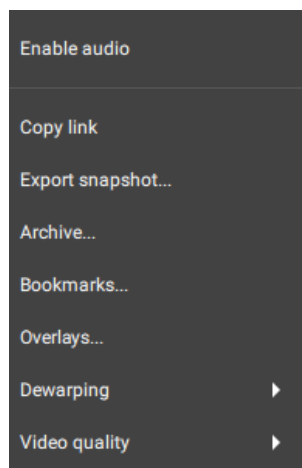 Enable audio
Copy link
Export snapshot...
Archive...
Bookmarks...
Overlays...
Dewarping
Video quality